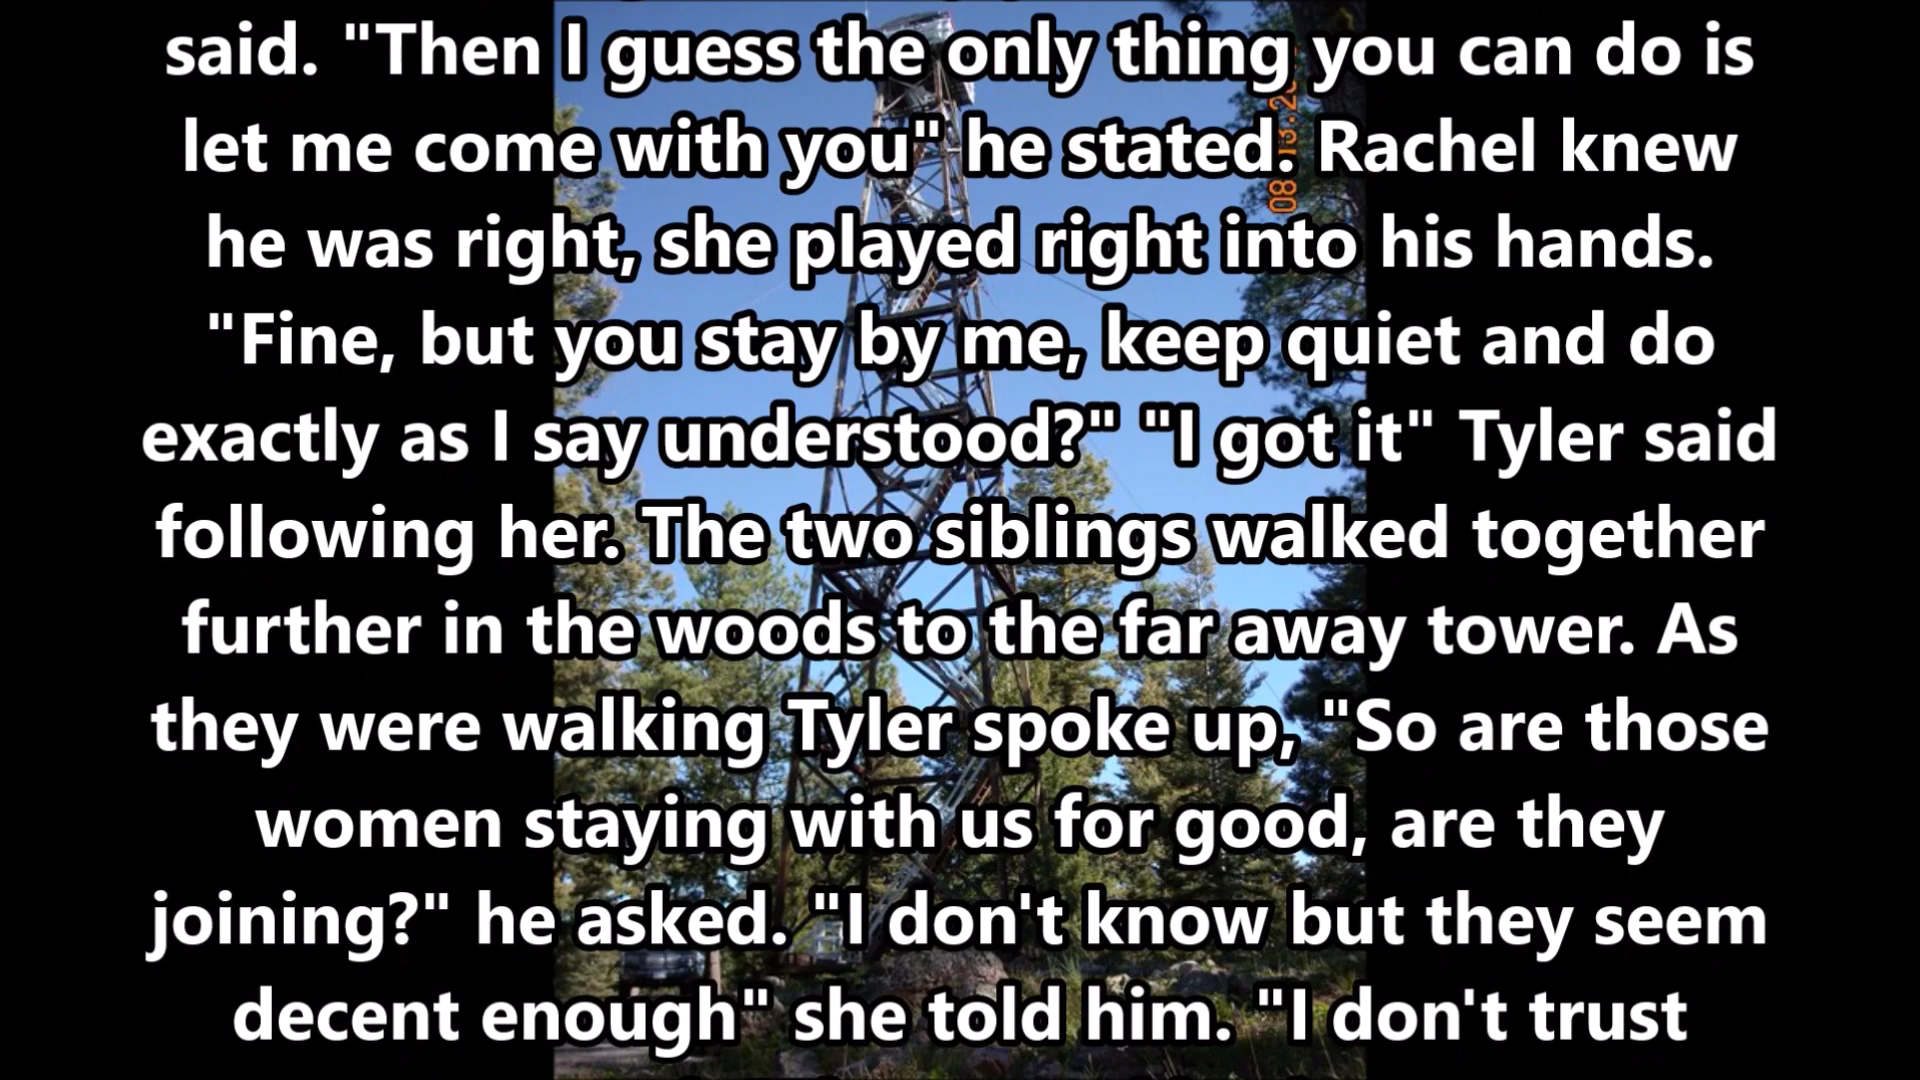 said. "Then I guess the only thing you can do is
let me come with you" he stated. Rachel knew
he was right, she played right into his hands.
"Fine, but you stay by me, keep quiet and do
exactly as I say understood?" "I got it" Tyler said
following her. The two siblings walked together
further in the woods to the far away tower. As
they were walking Tyler spoke up, "So are those
women staying with us for good, are they
joining?" he asked. "I don't know but they seem
decent enough" she told him. "I don't trust